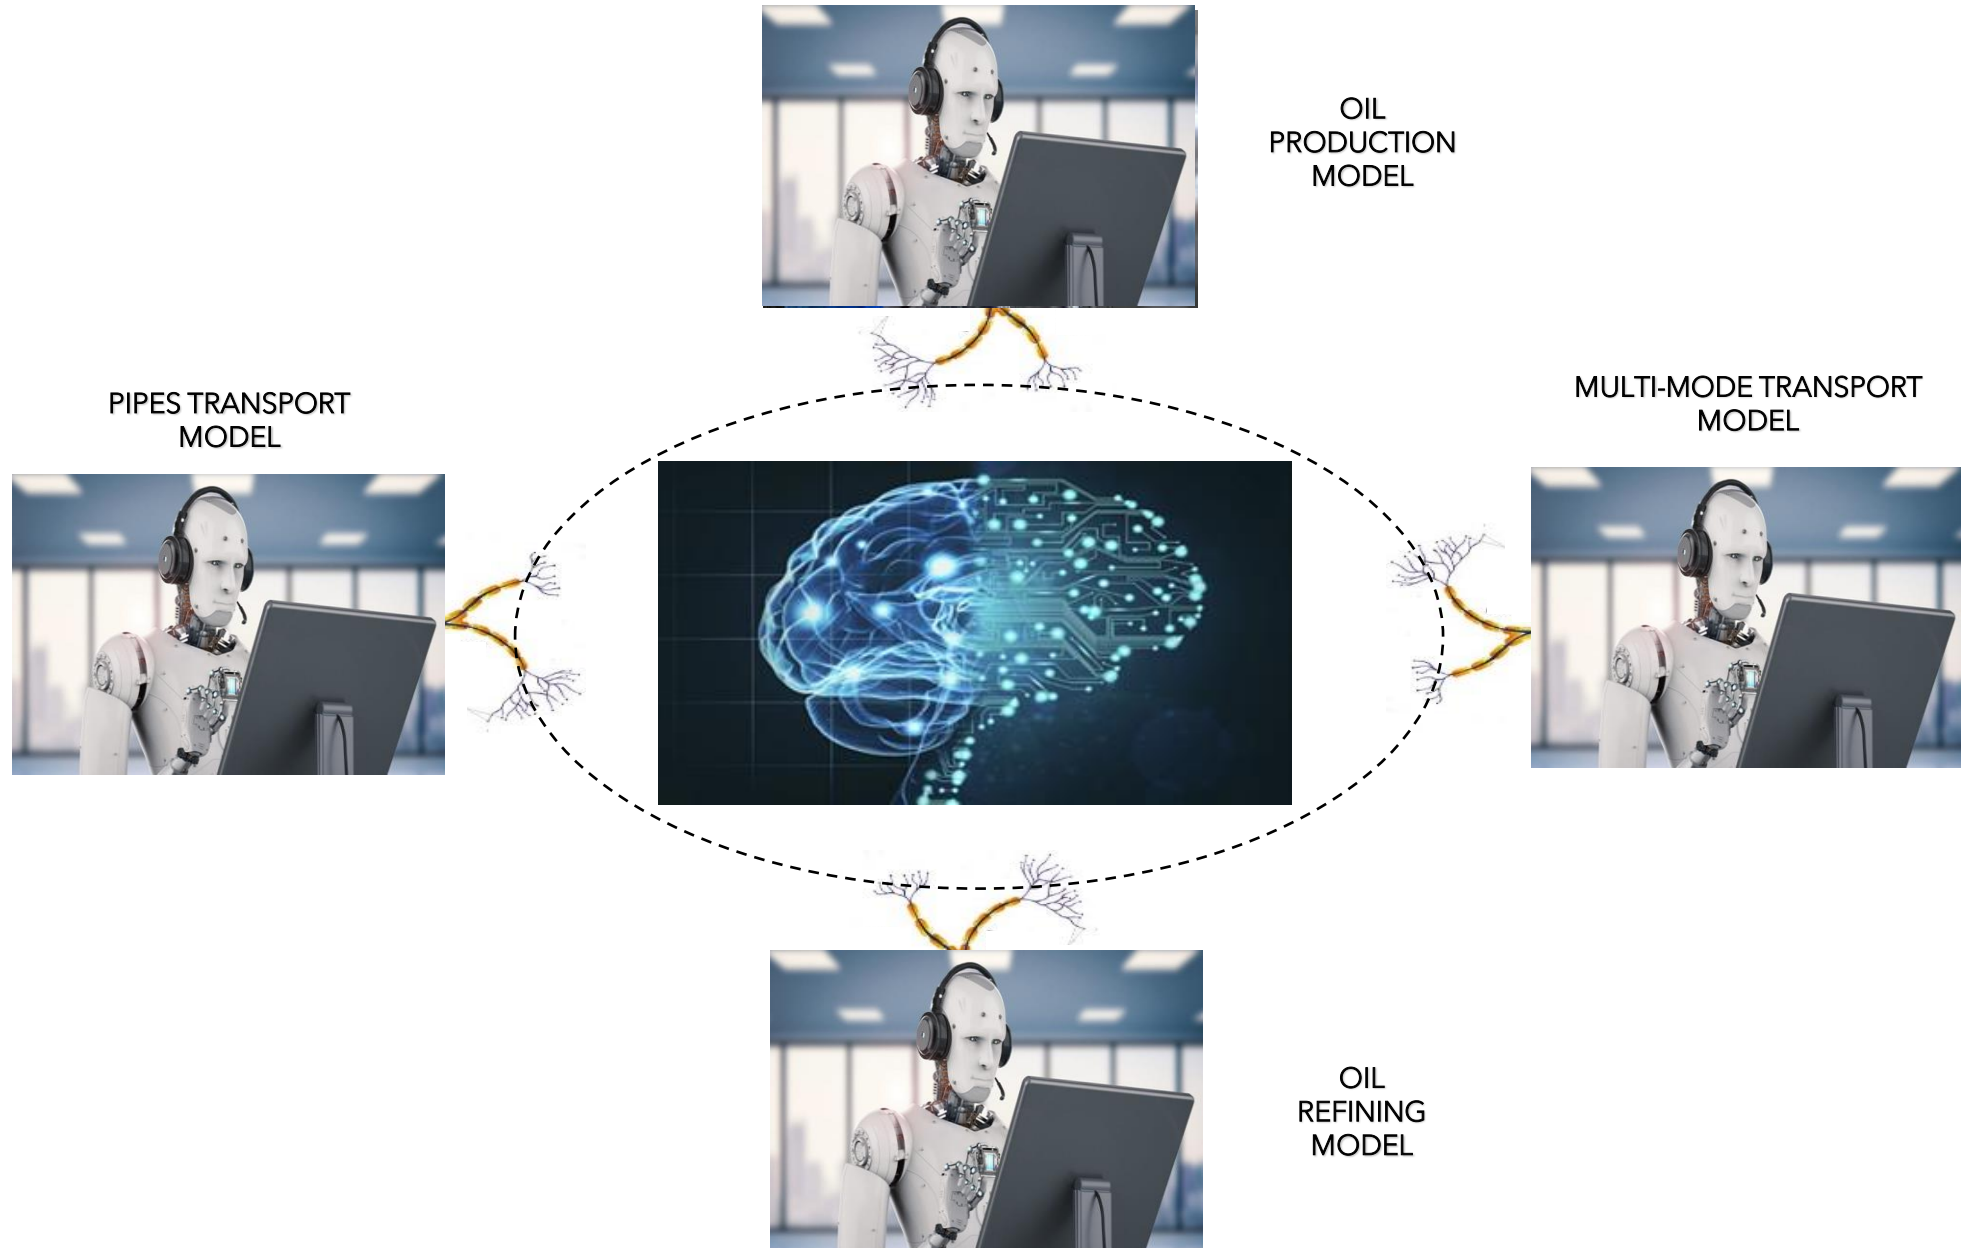 OIL
PRODUCTION
MODEL
PIPES TRANSPORT
MODEL
MULTI-MODE TRANSPORT
MODEL
OIL
REFINING
MODEL